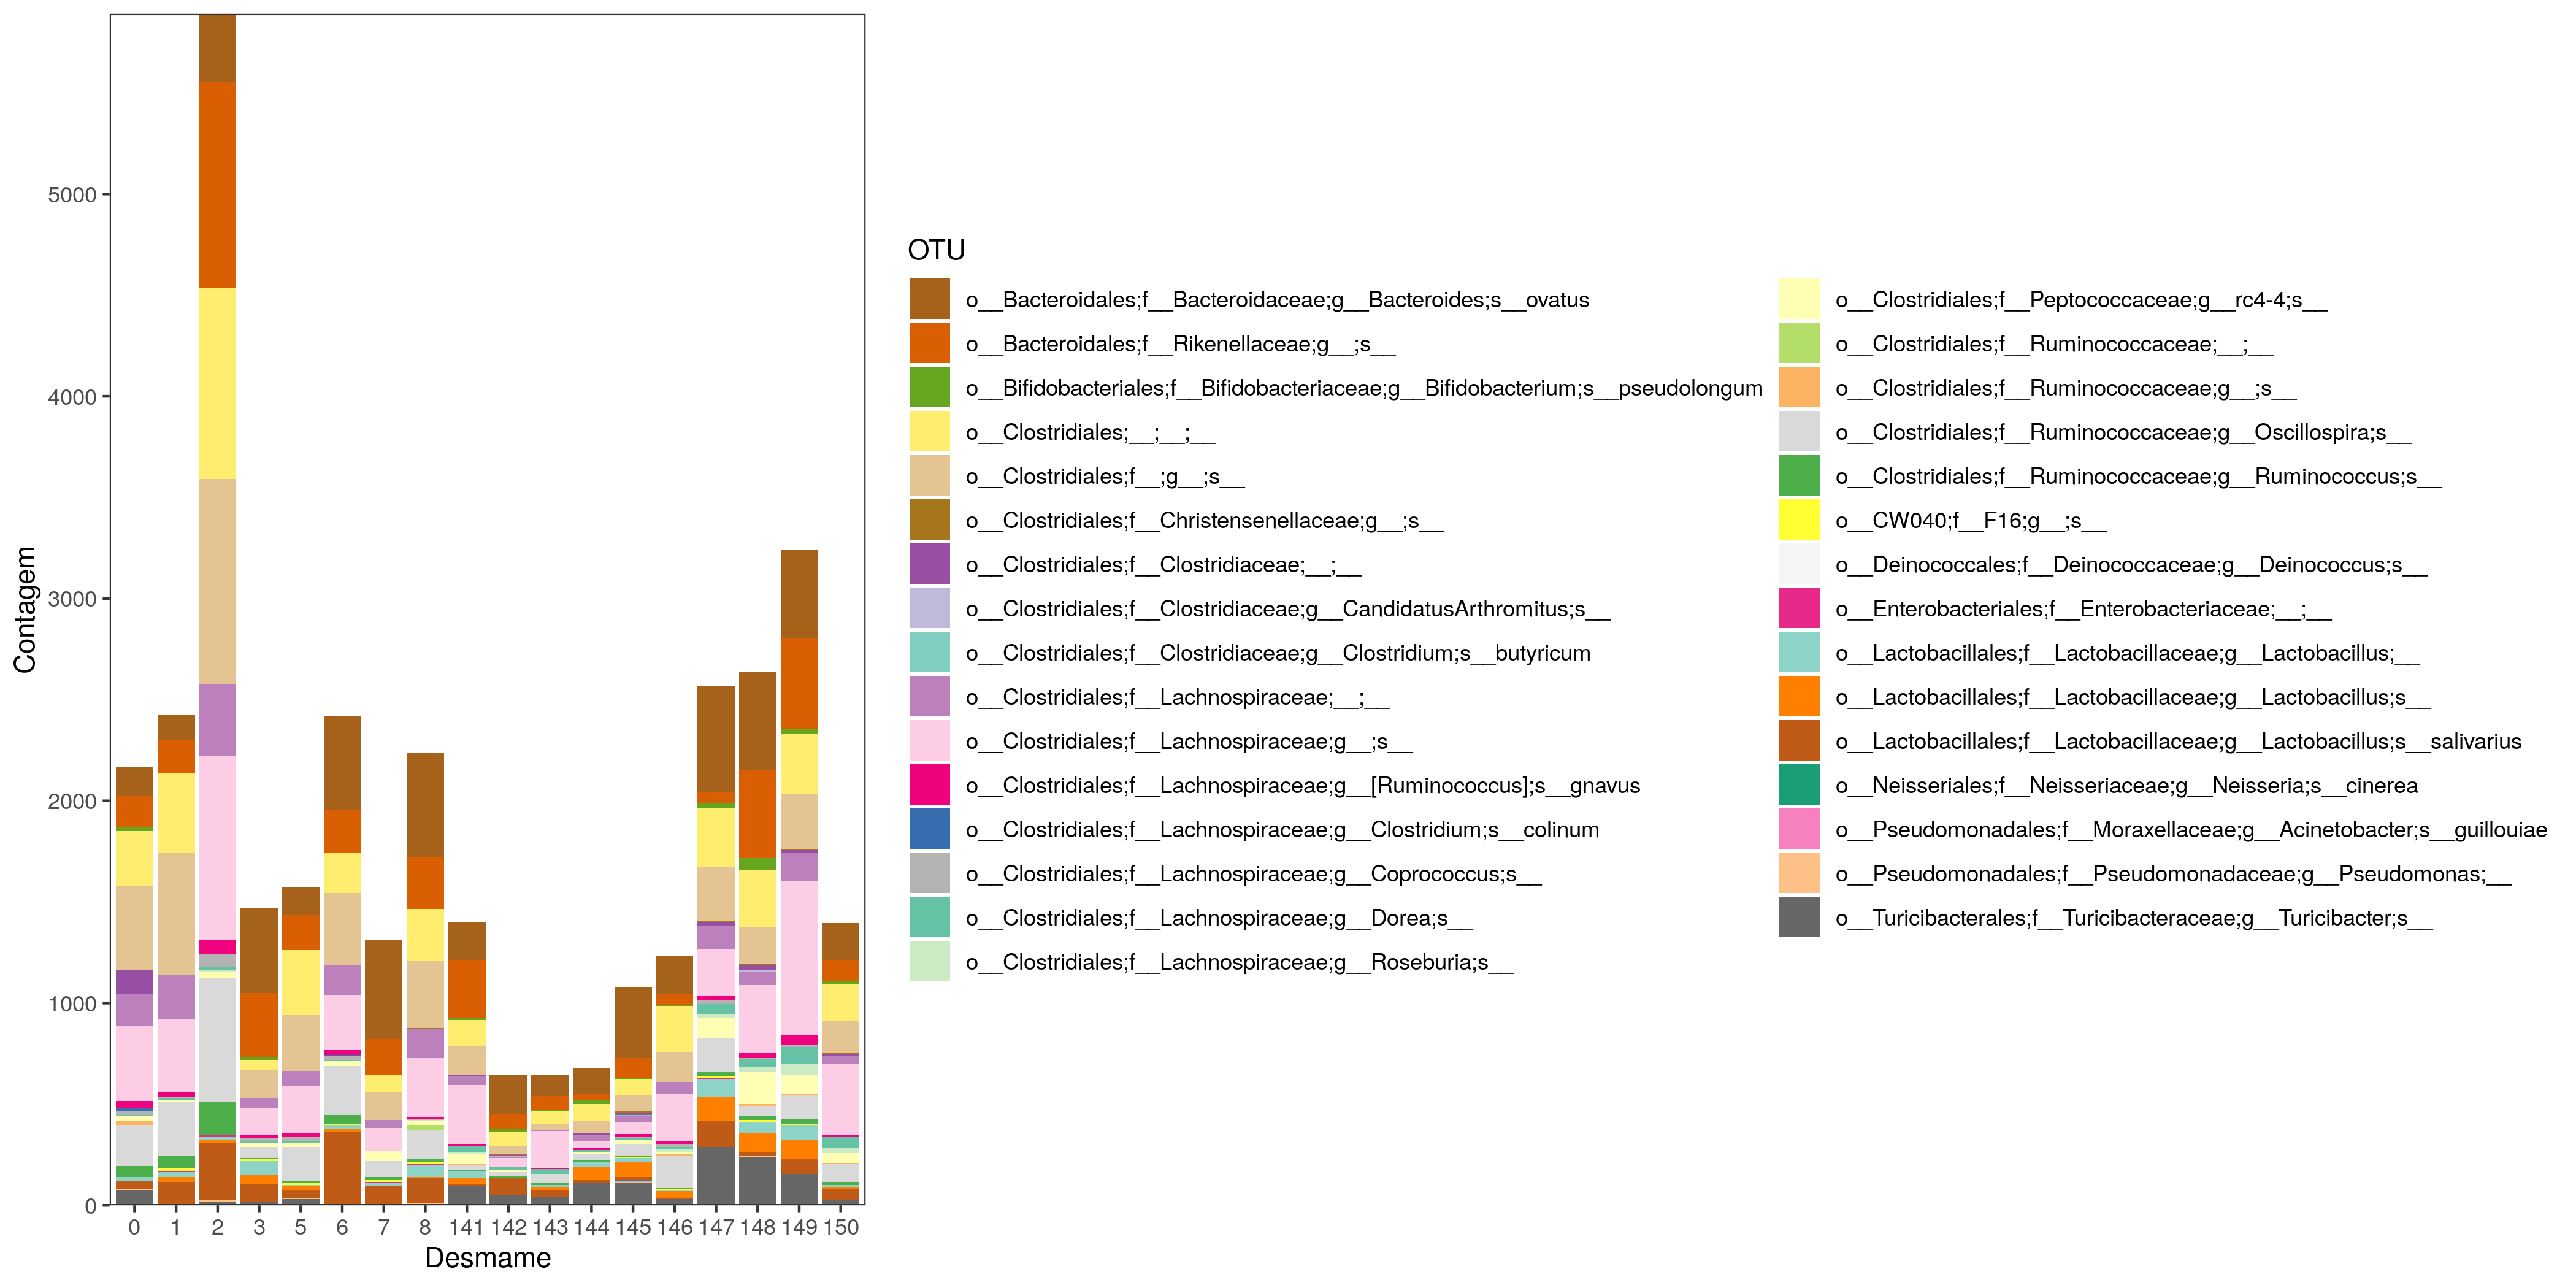 5000
4000
3000
2000
1000
0
Contagem
0 1 2 3 5 6 7 8 141 142 143 144 145 146 147 148 149 150
Desmame
OTU
o__Bacteroidales;f__Bacteroidaceae;g__Bacteroides;s__ovatus
o__Bacteroidales;f__Rikenellaceae;g__;s__
o__Bifidobacteriales;f__Bifidobacteriaceae;g__Bifidobacterium;s__pseudolongum
o__Clostridiales;__;__;__
o__Clostridiales;f__;g__;s__
o__Clostridiales;f__Christensenellaceae;g__;s__
o__Clostridiales;f__Clostridiaceae;__;__
o__Clostridiales;f__Clostridiaceae;g__CandidatusArthromitus;s__
o__Clostridiales;f__Clostridiaceae;g__Clostridium;s__butyricum
o__Clostridiales;f__Lachnospiraceae;__;__
o__Clostridiales;f__Lachnospiraceae;g__;s__
o__Clostridiales;f__Lachnospiraceae;g__[Ruminococcus];s__gnavus
o__Clostridiales;f__Lachnospiraceae;g__Clostridium;s__colinum
o__Clostridiales;f__Lachnospiraceae;g__Coprococcus;s__
o__Clostridiales;f__Lachnospiraceae;g__Dorea;s__
o__Clostridiales;f__Lachnospiraceae;g__Roseburia;s__
o__Clostridiales;f__Peptococcaceae;g__rc4-4;s__
o__Clostridiales;f__Ruminococcaceae;__;__
o__Clostridiales;f__Ruminococcaceae;g__;s__
o__Clostridiales;f__Ruminococcaceae;g__Oscillospira;s__
o__Clostridiales;f__Ruminococcaceae;g__Ruminococcus;s__
o__CW040;f__F16;g__;s__
o__Deinococcales;f__Deinococcaceae;g__Deinococcus;s__
o__Enterobacteriales;f__Enterobacteriaceae;__;__
o__Lactobacillales;f__Lactobacillaceae;g__Lactobacillus;__
o__Lactobacillales;f__Lactobacillaceae;g__Lactobacillus;s__
o__Lactobacillales;f__Lactobacillaceae;g__Lactobacillus;s__salivarius
o__Neisseriales;f__Neisseriaceae;g__Neisseria;s__cinerea
o__Pseudomonadales;f__Moraxellaceae;g__Acinetobacter;s__guillouiae
o__Pseudomonadales;f__Pseudomonadaceae;g__Pseudomonas;__
o__Turicibacterales;f__Turicibacteraceae;g__Turicibacter;s__